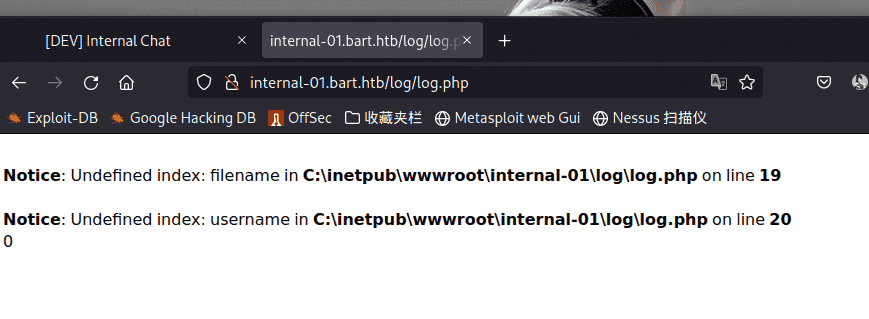 [DEV] Internal Chat
internal-01.bart.htb/log/log.p
internal-01.bart.htb/log/log.php
Exploit-DB Google Hacking DB OffSec 收藏夹栏 Metasploit web Gui Nessus 扫描仪
Notice: Undefined index: filename in C:\inetpub\wwwroot\internal-01\log\log.php on line 19
Notice: Undefined index: username in C:\inetpub\wwwroot\internal-01\log\log.php on line 20
0